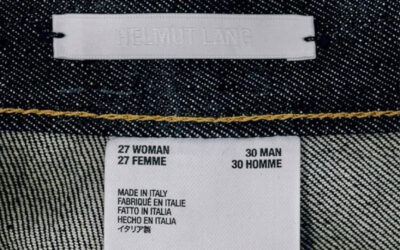 HELMUT LANG
27 WOMAN 30 MAN
27 FEMME 30 HOMME
MADE IN ITALY
FABRIQUÉ EN ITALIE
FATTO IN ITALIA
HECHO EN ITALIA
イタリア製